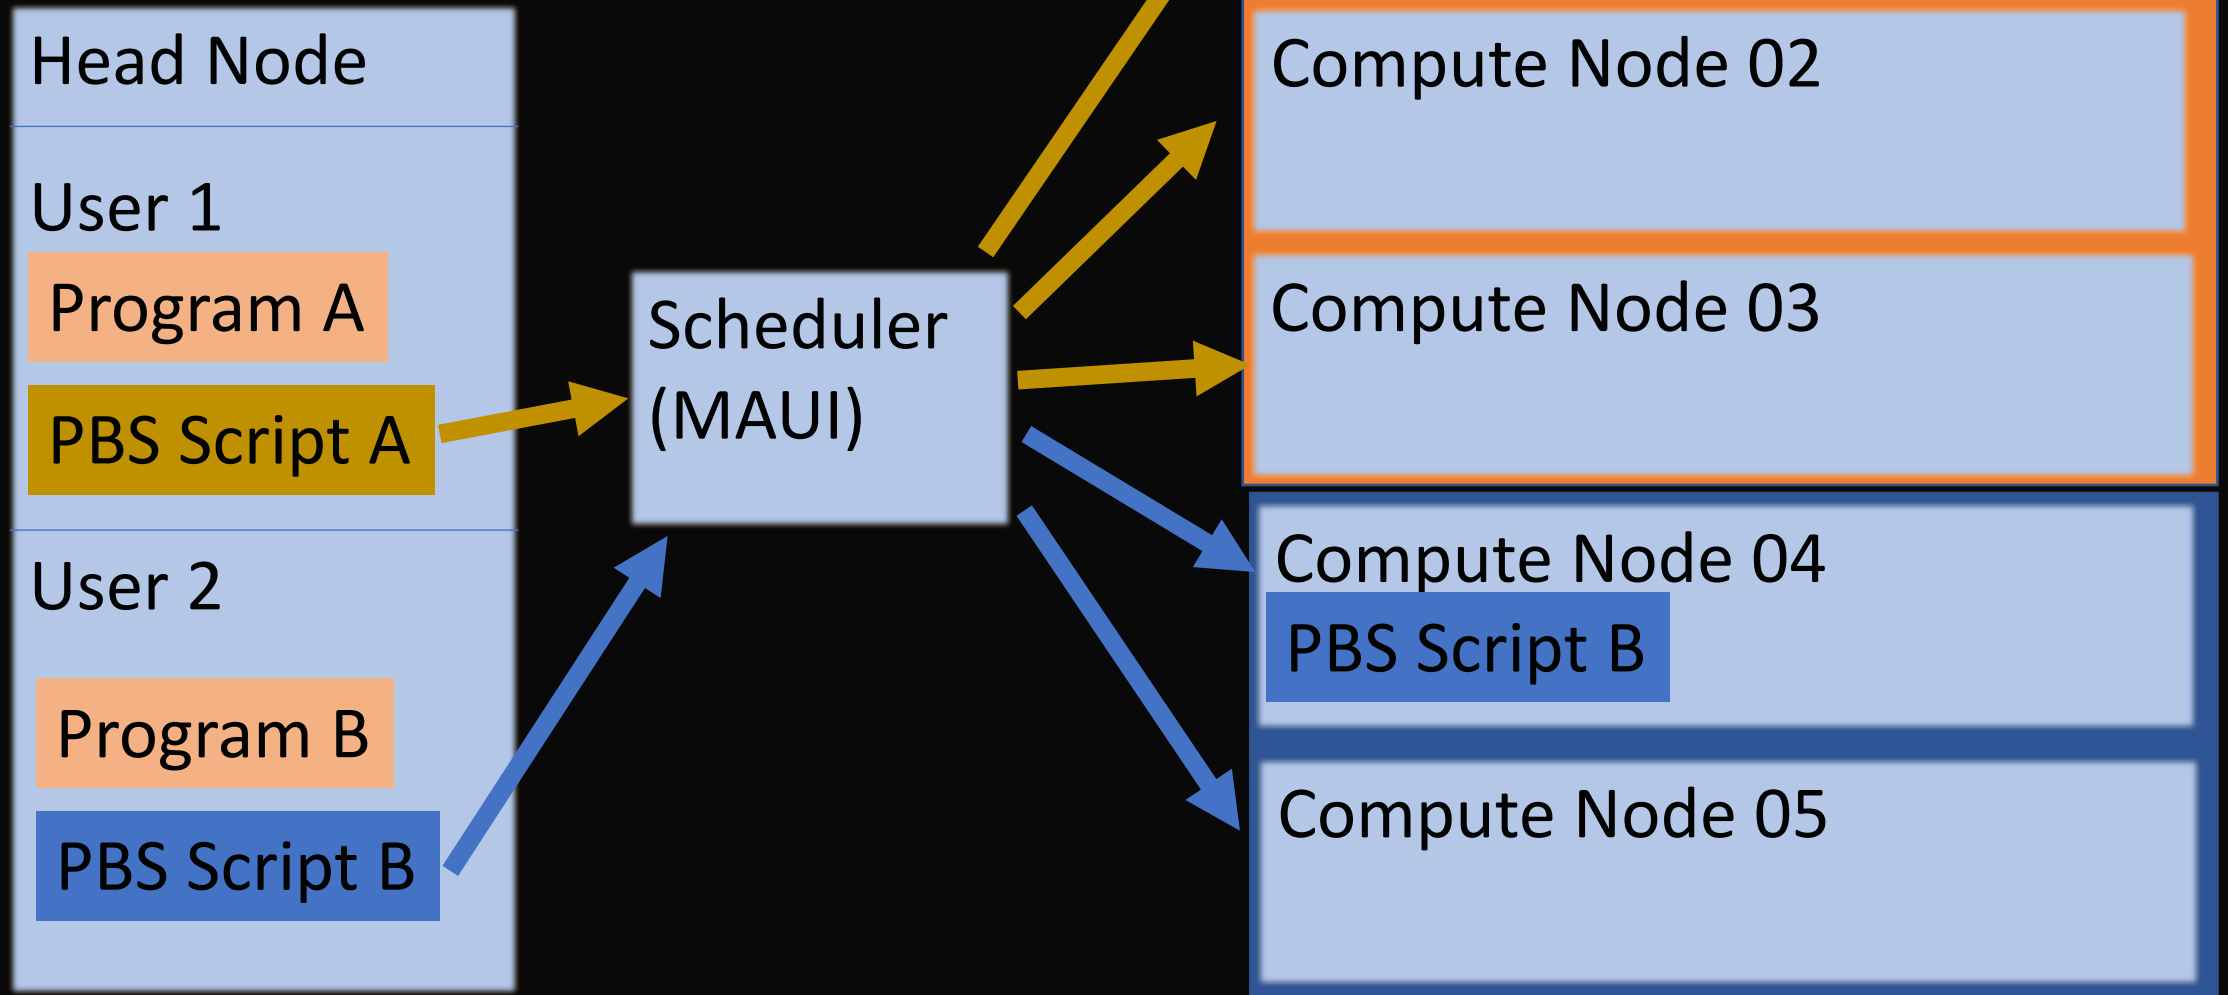 Head Node
User 1
Program A
PBS Script A
User 2
Program B
PBS Script B
Scheduler
(MAUI)
Compute Node 02
Compute Node 03
Compute Node 04
PBS Script B
Compute Node 05